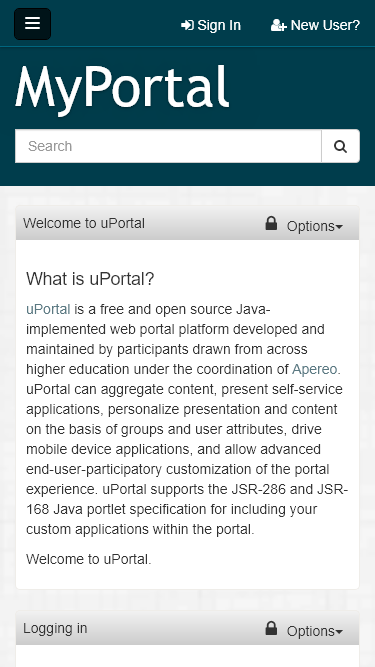 Sign In New User?
MyPortal
Search
Welcome to uPortal Options
What is uPortal?
uPortal is a free and open source Java-
implemented web portal platform developed and
maintained by participants drawn from across
higher education under the coordination of Apereo.
uPortal can aggregate content, present self-service
applications, personalize presentation and content
on the basis of groups and user attributes, drive
mobile device applications, and allow advanced
end-user-participatory customization of the portal
experience. uPortal supports the JSR-286 and JSR-
168 Java portlet specification for including your
custom applications within the portal.
Welcome to uPortal.
Logging in Options